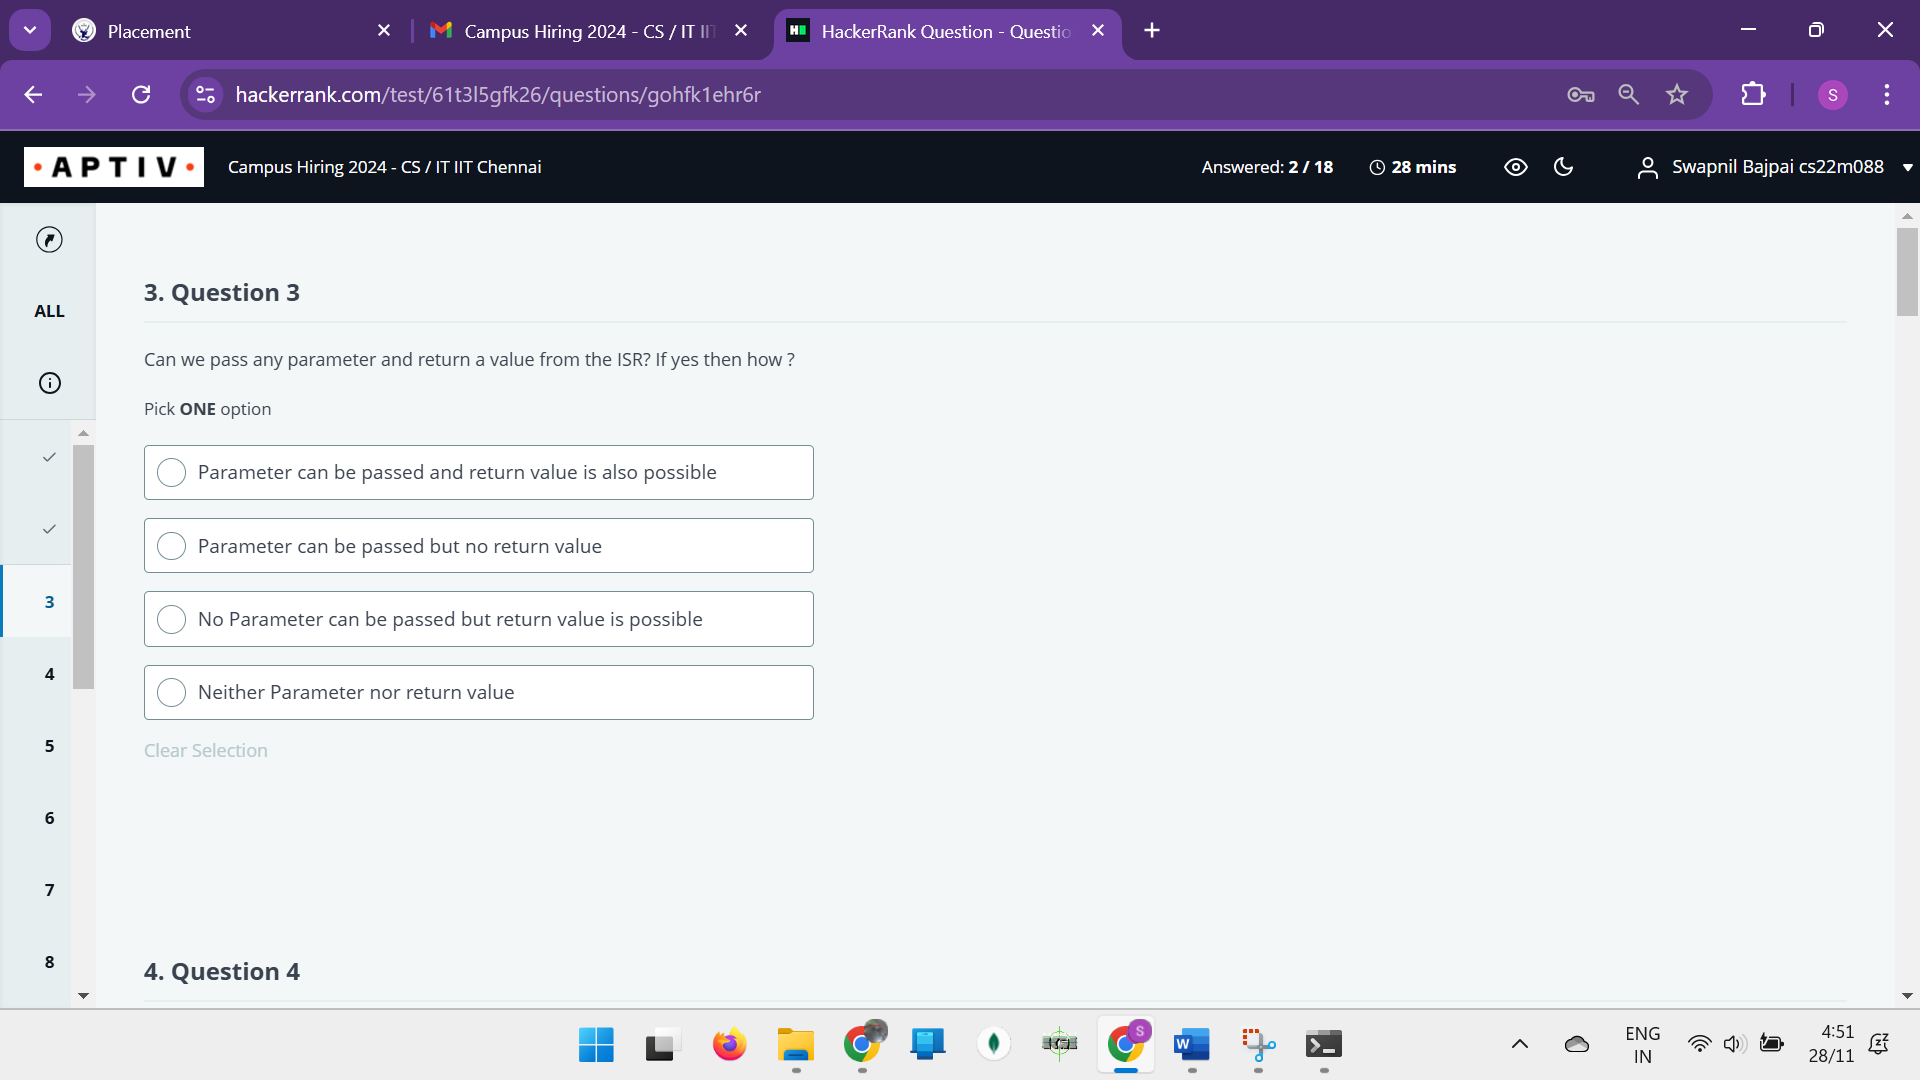 Placement
Campus Hiring 2024 - CS / IT II
HackerRank Question - Questio
hackerrank.com/test/61t3l5gfk26/questions/gohfk1ehr6r
S
APTIV
Campus Hiring 2024 - CS / IT IIT Chennai
Answered: 2 / 18
28 mins
Swapnil Bajpai cs22m088
ALL
3
4
5
6
7
8
3. Question 3
Can we pass any parameter and return a value from the ISR? If yes then how ?
Pick ONE option
Parameter can be passed and return value is also possible
Parameter can be passed but no return value
No Parameter can be passed but return value is possible
Neither Parameter nor return value
Clear Selection
4. Question 4
S
W
ENG
IN
4:51
28/11